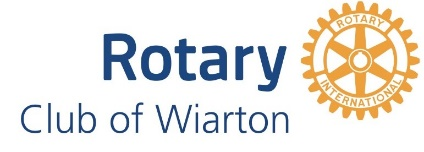 Rotary
Club of Wiarton
ROTARY
INTERNATIONAL